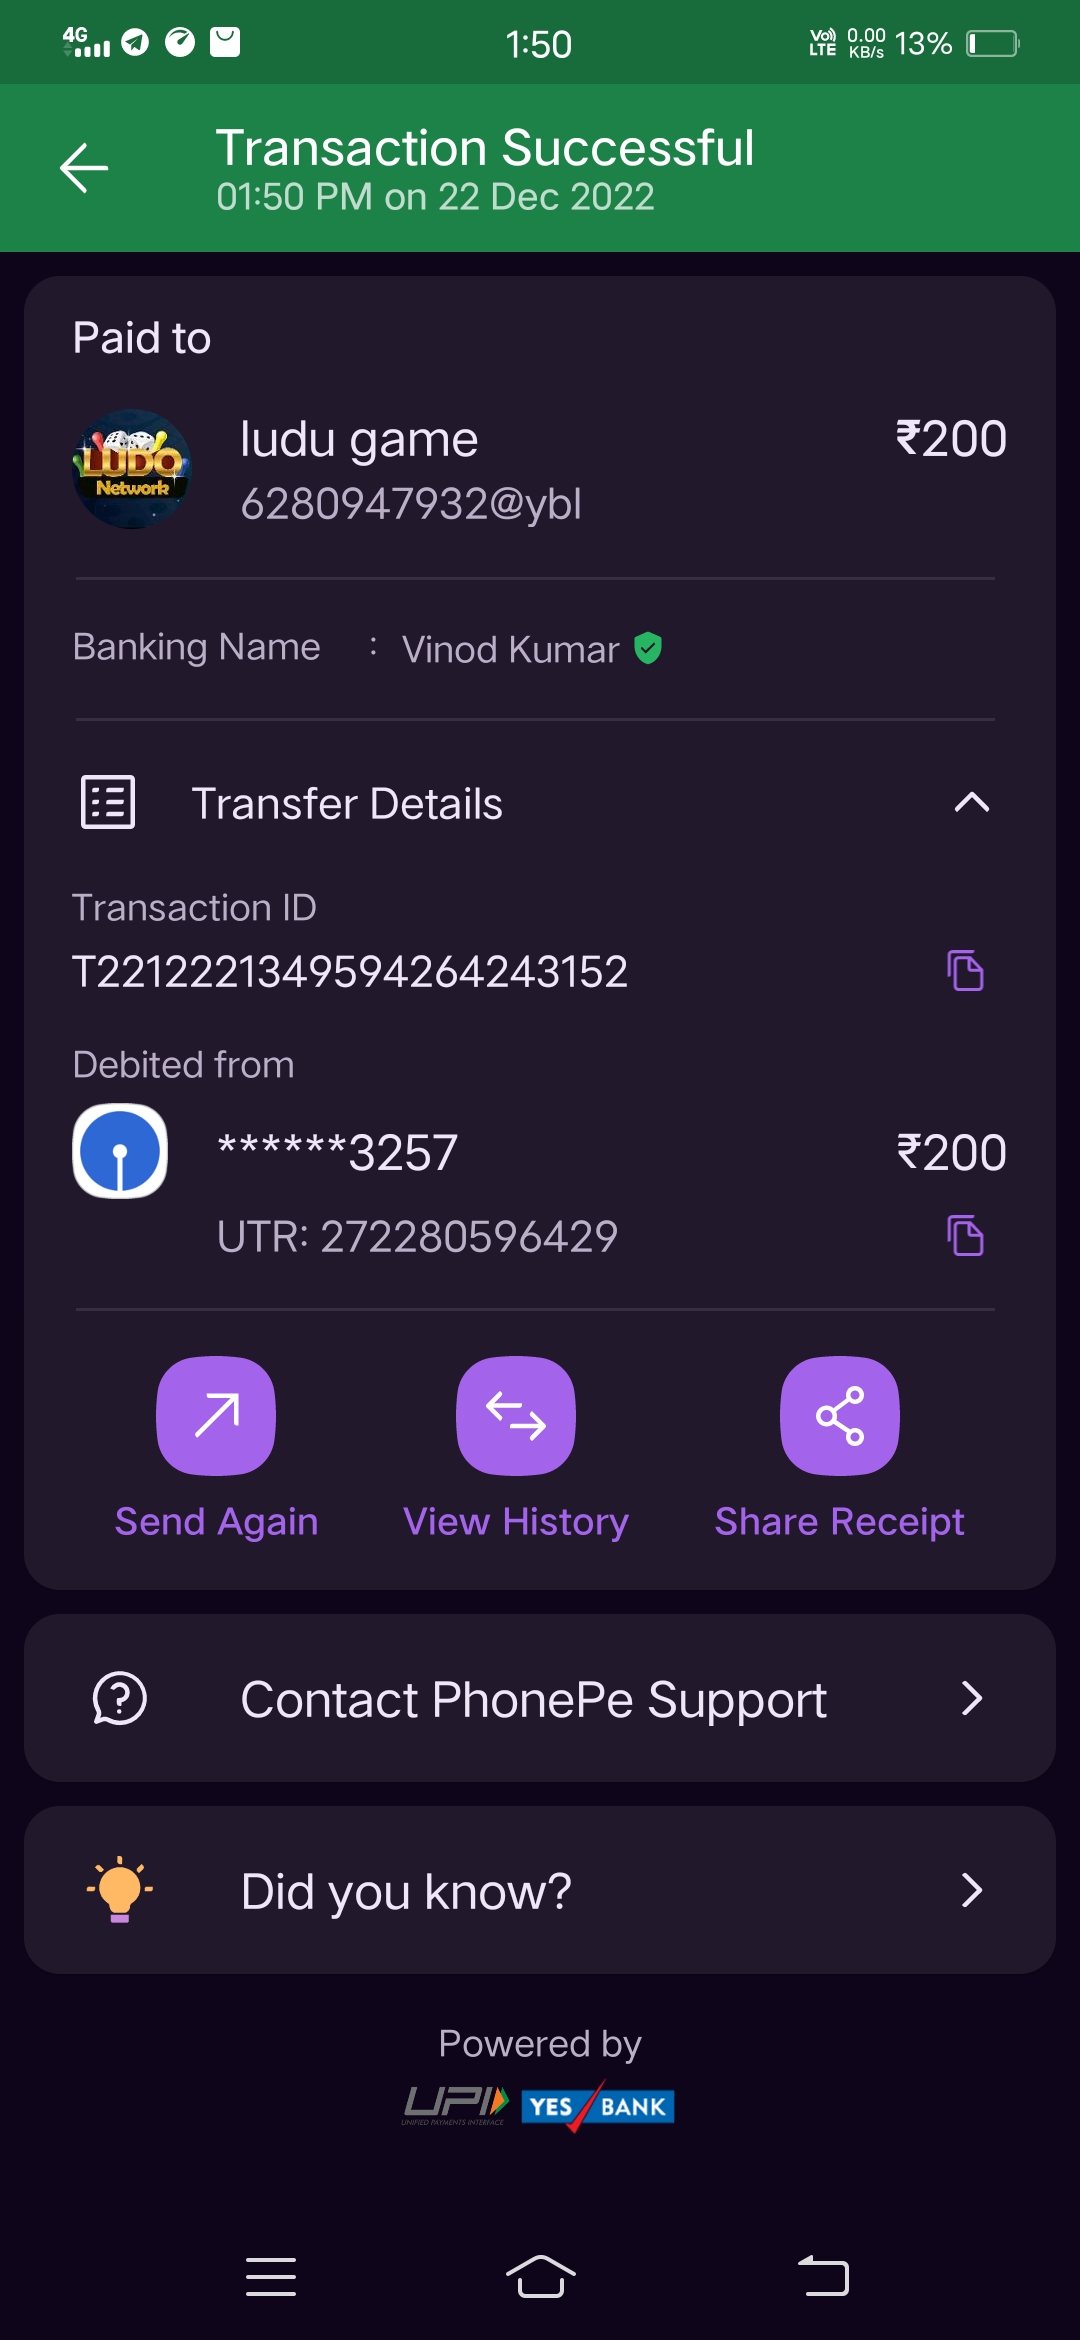 4G 1:50 Vo) LTE 0.00 KB/s 13%
Transaction Successful
01:50 PM on 22 Dec 2022
Paid to
LUDO Network
ludu game ₹200
6280947932@ybl
Banking Name : Vinod Kumar
Transfer Details
Transaction ID
T2212221349594264243152
Debited from
******3257 ₹200
UTR: 272280596429
Send Again View History Share Receipt
Contact PhonePe Support
Did you know?
Powered by
UPI YES BANK
UNIFIED PAYMENTS INTERFACE